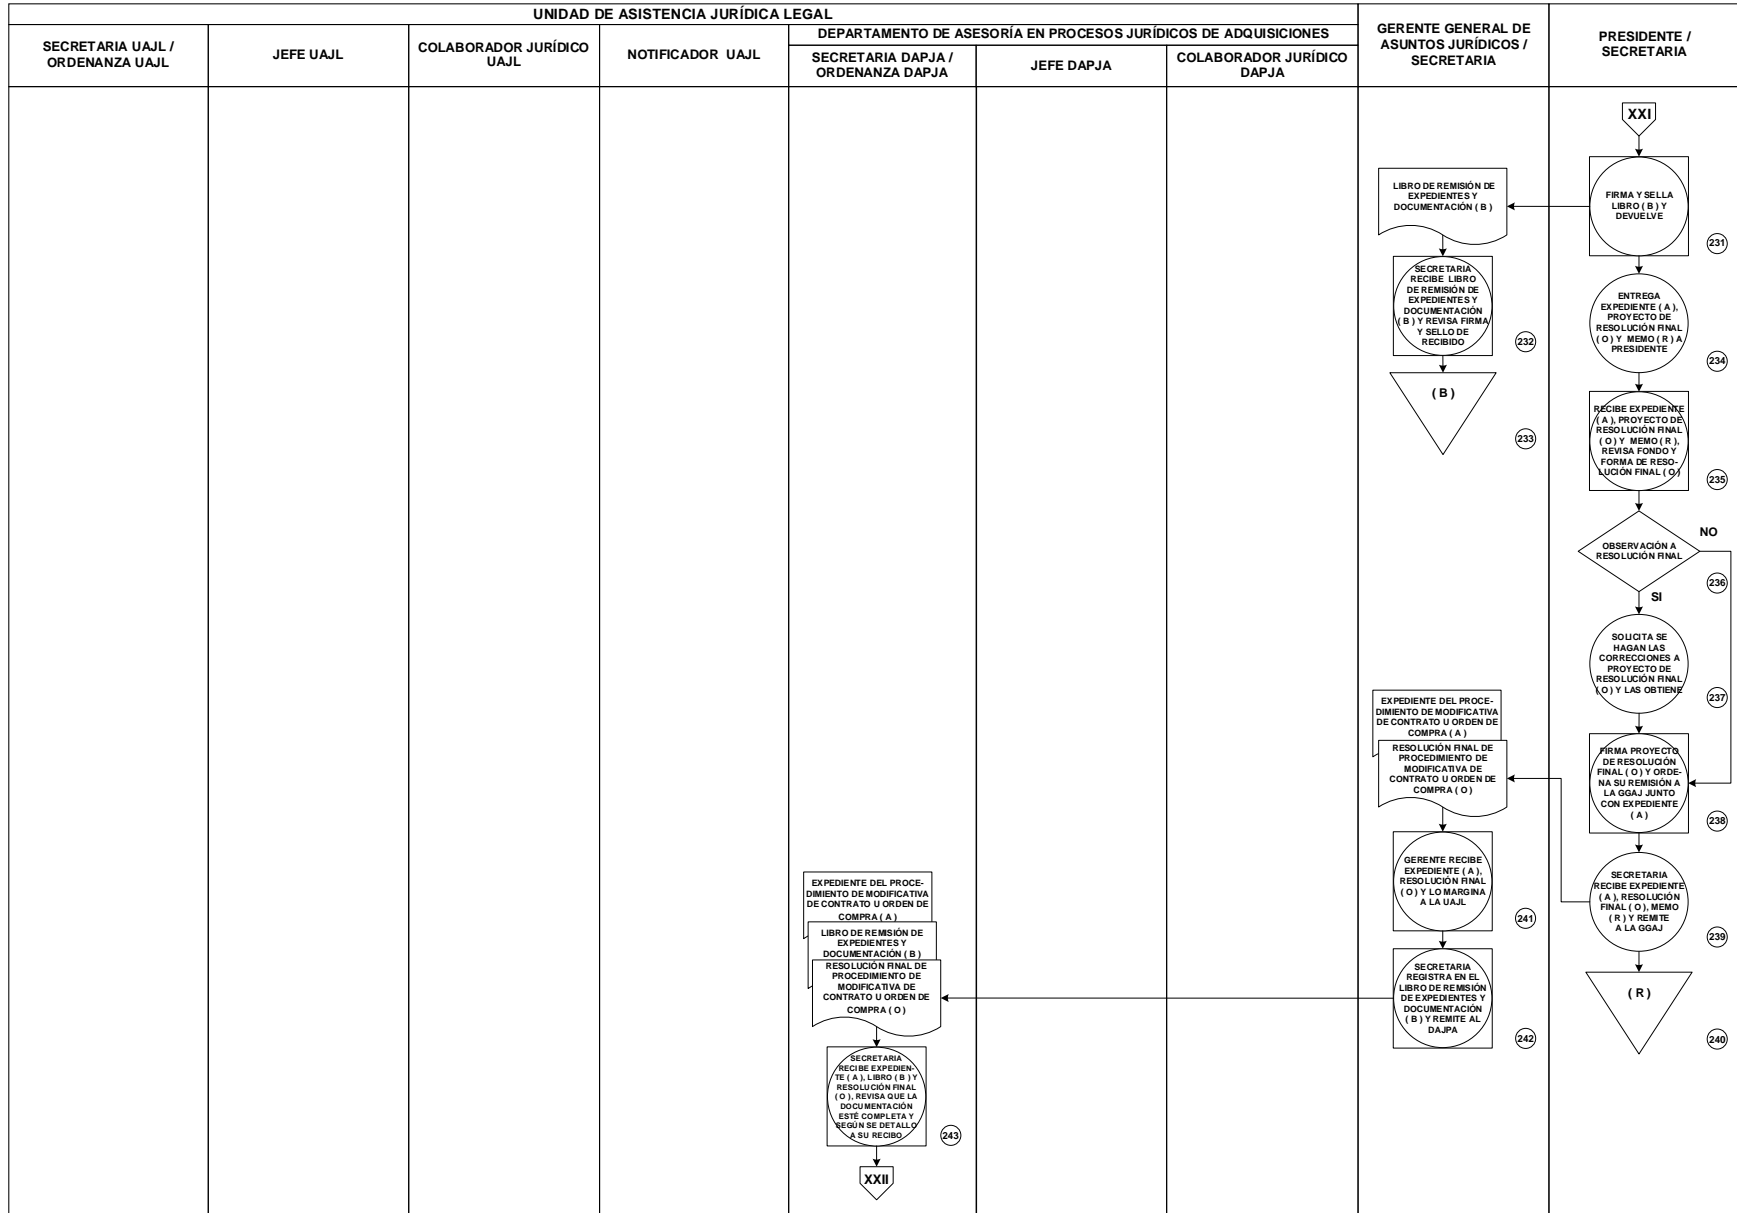 UNIDAD DE ASISTENCIA JURÍDICA LEGAL
SECRETARIA UAJL /
ORDENANZA UAJL
JEFE UAJL
COLABORADOR JURÍDICO
UAJL
NOTIFICADOR UAJL
DEPARTAMENTO DE ASESORÍA EN PROCESOS JURÍDICOS DE ADQUISICIONES
SECRETARIA DAPJA /
ORDENANZA DAPJA
JEFE DAPJA
COLABORADOR JURÍDICO
DAPJA
GERENTE GENERAL DE
ASUNTOS JURÍDICOS /
SECRETARIA
PRESIDENTE /
SECRETARIA
XXI
FIRMA Y SELLA
LIBRO ( B ) Y
DEVUELVE
231
LIBRO DE REMISIÓN DE
EXPEDIENTES Y
DOCUMENTACIÓN ( B )
SECRETARIA
RECIBE LIBRO
DE REMISIÓN DE
EXPEDIENTES Y
DOCUMENTACIÓN
( B ) Y REVISA FIRMA
Y SELLO DE
RECIBIDO
232
( B )
233
ENTREGA
EXPEDIENTE ( A ),
PROYECTO DE
RESOLUCIÓN FINAL
( O ) Y MEMO ( R ) A
PRESIDENTE
234
RECIBE EXPEDIENTE
( A ), PROYECTO DE
RESOLUCIÓN FINAL
( O ) Y MEMO ( R ),
REVISA FONDO Y
FORMA DE RESO-
LUCIÓN FINAL ( O )
235
OBSERVACIÓN A
RESOLUCIÓN FINAL
NO
236
SI
SOLICITA SE
HAGAN LAS
CORRECCIONES A
PROYECTO DE
RESOLUCIÓN FINAL
( O ) Y LAS OBTIENE
237
FIRMA PROYECTO
DE RESOLUCIÓN
FINAL ( O ) Y ORDE-
NA SU REMISIÓN A
LA GGAJ JUNTO
CON EXPEDIENTE
( A )
238
SECRETARIA
RECIBE EXPEDIENTE
( A ), RESOLUCIÓN
FINAL ( O ), MEMO
( R ) Y REMITE
A LA GGAJ
239
( R )
240
EXPEDIENTE DEL PROCE-
DIMIENTO DE MODIFICATIVA
DE CONTRATO U ORDEN DE
COMPRA ( A )
RESOLUCIÓN FINAL DE
PROCEDIMIENTO DE
MODIFICATIVA DE
CONTRATO U ORDEN DE
COMPRA ( O )
GERENTE RECIBE
EXPEDIENTE ( A ),
RESOLUCIÓN FINAL
( O ) Y LO MARGINA
A LA UAJL
241
SECRETARIA
REGISTRA EN EL
LIBRO DE REMISIÓN
DE EXPEDIENTES Y
DOCUMENTACIÓN
( B ) Y REMITE AL
DAJPA
242
EXPEDIENTE DEL PROCE-
DIMIENTO DE MODIFICATIVA
DE CONTRATO U ORDEN DE
COMPRA ( A )
LIBRO DE REMISIÓN DE
EXPEDIENTES Y
DOCUMENTACIÓN ( B )
RESOLUCIÓN FINAL DE
PROCEDIMIENTO DE
MODIFICATIVA DE
CONTRATO U ORDEN DE
COMPRA ( O )
SECRETARIA
RECIBE EXPEDIEN-
TE ( A ), LIBRO ( B ) Y
RESOLUCIÓN FINAL
( O ), REVISA QUE LA
DOCUMENTACIÓN
ESTÉ COMPLETA Y
SEGÚN SE DETALLO
A SU RECIBO
243
XXII